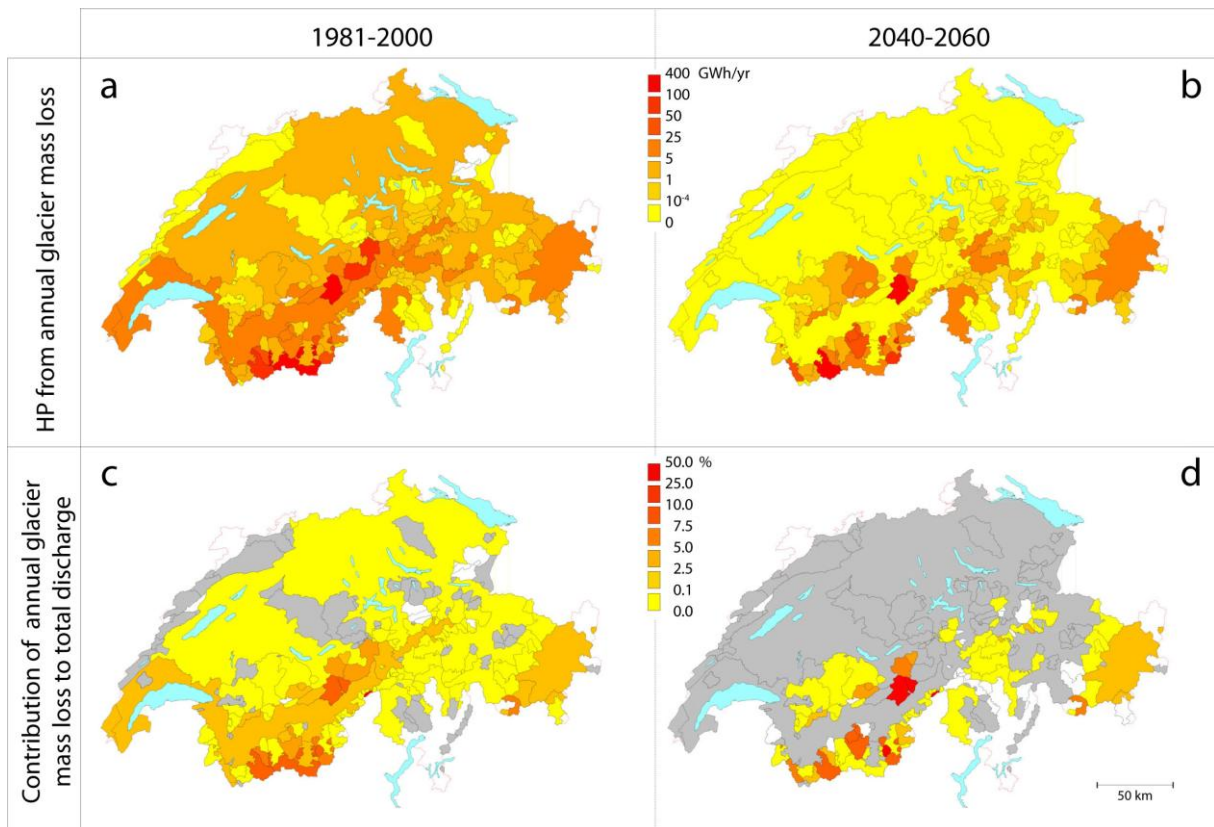 1981-2000
2040-2060
HP from annual glacier mass loss
a
400 GWh/yr
100
50
25
5
1
10⁻⁴
0
b
Contribution of annual glacier
mass loss to total discharge
c
50.0 %
25.0
10.0
7.5
5.0
2.5
0.1
0.0
d
50 km